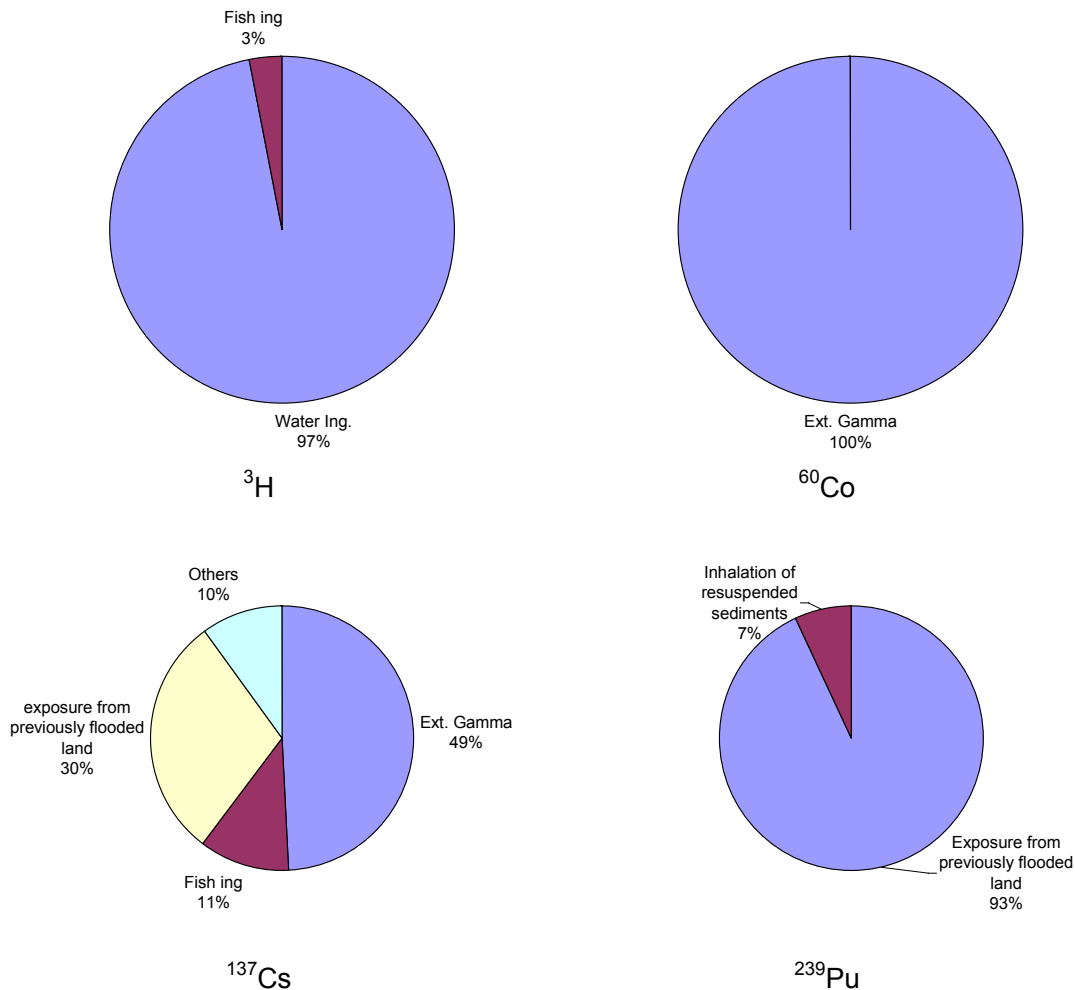 Fish ing
3%
Water Ing.
97%
³H
Ext. Gamma
100%
⁶⁰Co
Others
10%
exposure from
previously flooded
land
30%
Ext. Gamma
49%
Fish ing
11%
¹³⁷Cs
Inhalation of
resuspended
sediments
7%
Exposure from
previously flooded
land
93%
²³⁹Pu